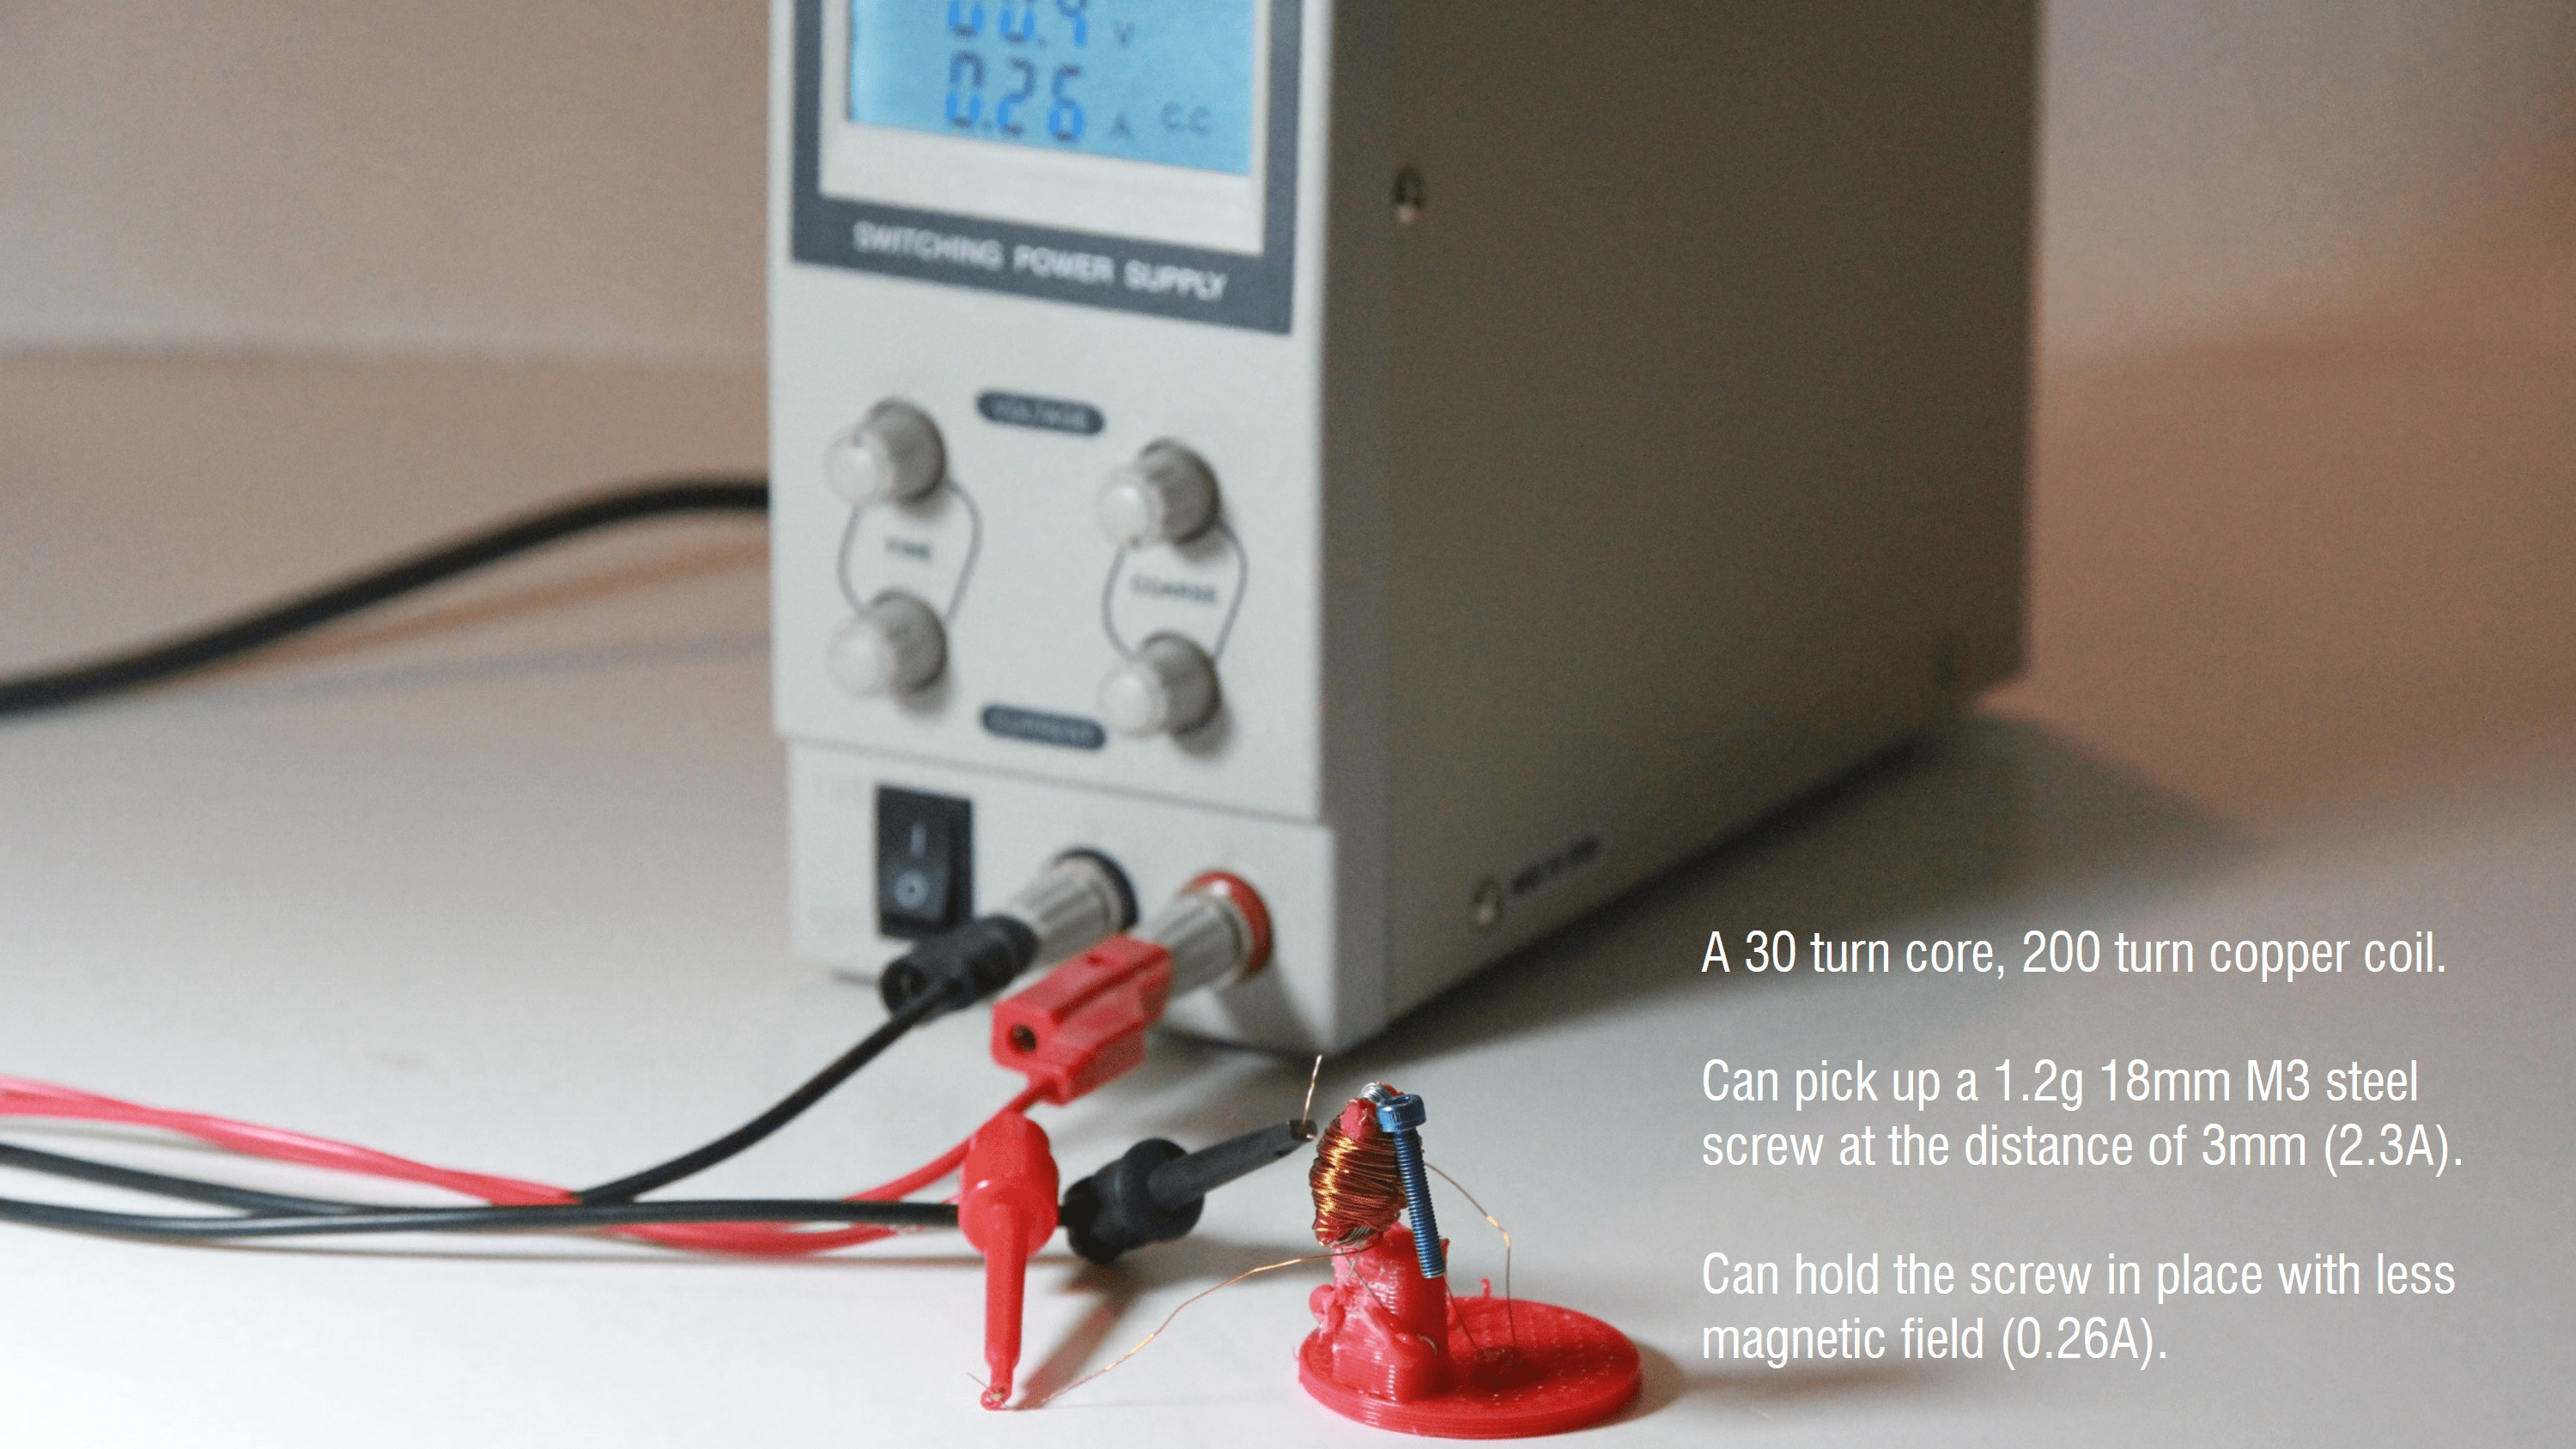 V
0.26 A C.C
SWITCHING POWER SUPPLY
VOLTAGE
FINE
COARSE
CURRENT
A 30 turn core, 200 turn copper coil.
Can pick up a 1.2g 18mm M3 steel
screw at the distance of 3mm (2.3A).
Can hold the screw in place with less
magnetic field (0.26A).